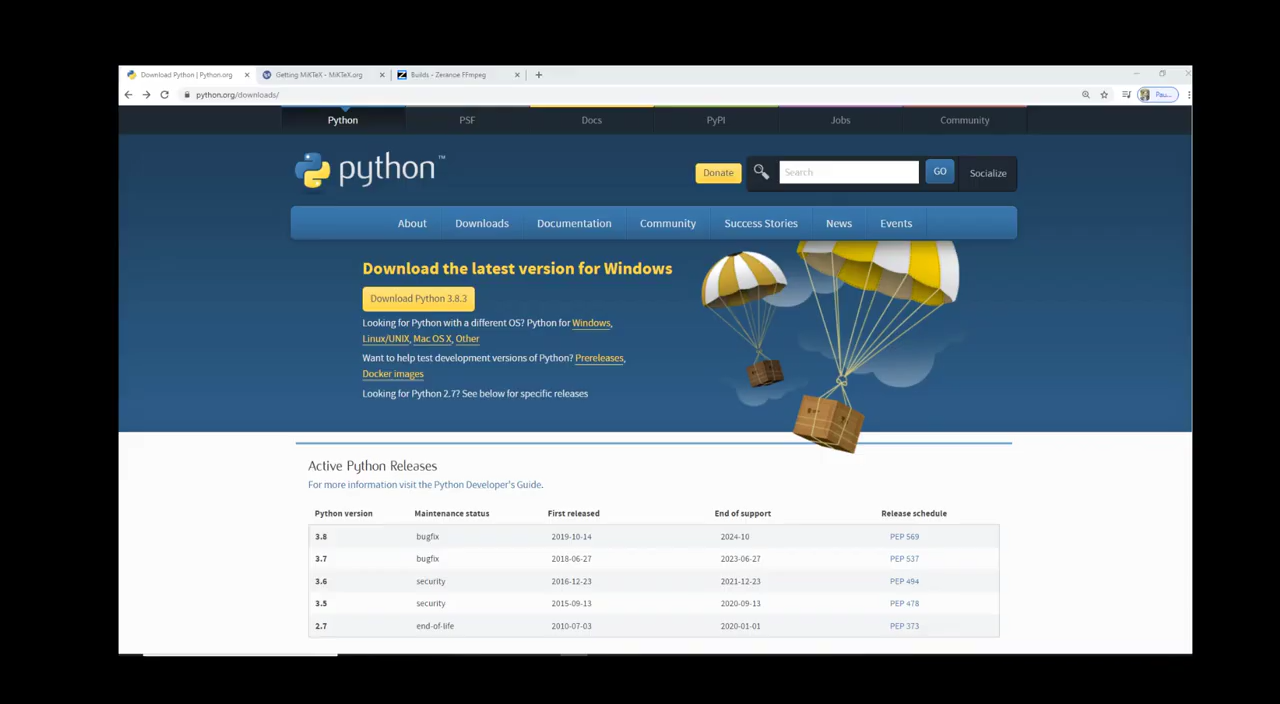 Download Python | Python.org
Getting MiKTeX - MiKTeX.org
Builds - Zeranoe FFmpeg
python.org/downloads/
Pau...
Python
PSF
Docs
PyPI
Jobs
Community
python™
Donate
Search
GO
Socialize
About
Downloads
Documentation
Community
Success Stories
News
Events
Download the latest version for Windows
Download Python 3.8.3
Looking for Python with a different OS? Python for Windows,
Linux/UNIX, Mac OS X, Other
Want to help test development versions of Python? Prereleases,
Docker images
Looking for Python 2.7? See below for specific releases
Active Python Releases
For more information visit the Python Developer's Guide.
Python version Maintenance status First released End of support Release schedule
3.8 bugfix 2019-10-14 2024-10 PEP 569
3.7 bugfix 2018-06-27 2023-06-27 PEP 537
3.6 security 2016-12-23 2021-12-23 PEP 494
3.5 security 2015-09-13 2020-09-13 PEP 478
2.7 end-of-life 2010-07-03 2020-01-01 PEP 373